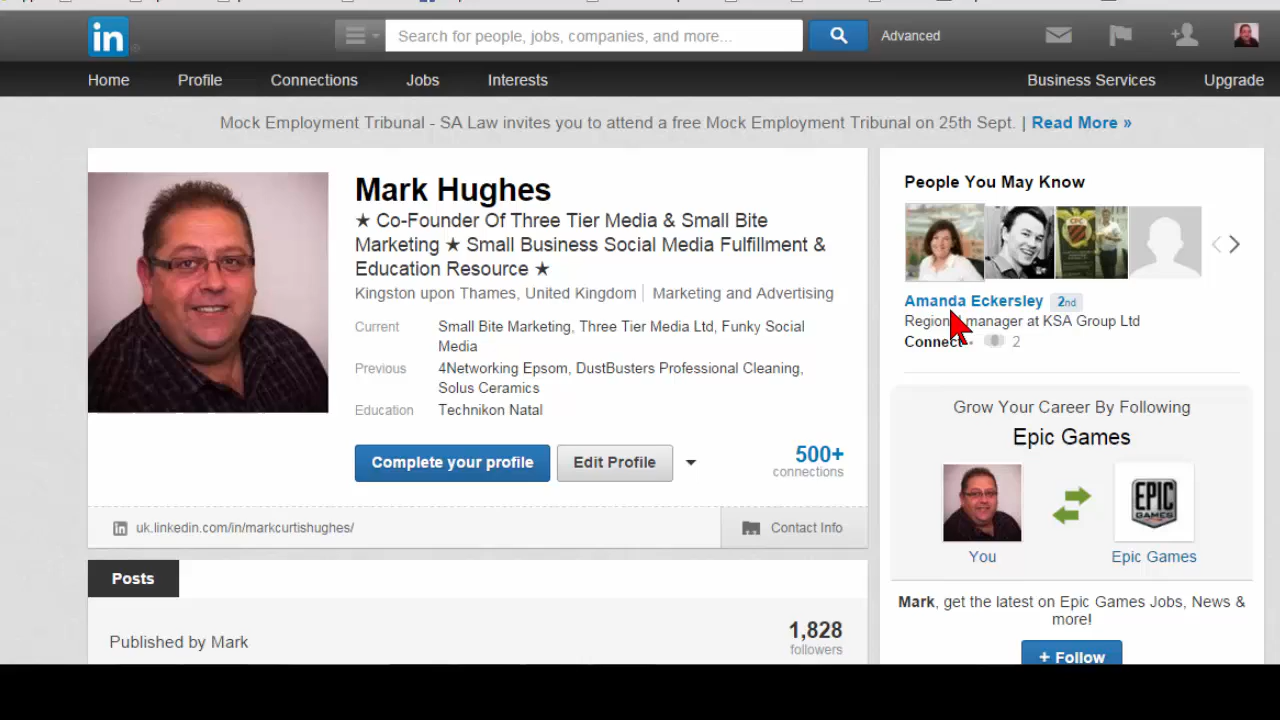 in
Search for people, jobs, companies, and more...
Advanced
Home Profile Connections Jobs Interests Business Services Upgrade
Mock Employment Tribunal - SA Law invites you to attend a free Mock Employment Tribunal on 25th Sept. | Read More »
Mark Hughes
★ Co-Founder Of Three Tier Media & Small Bite
Marketing ★ Small Business Social Media Fulfillment &
Education Resource ★
Kingston upon Thames, United Kingdom | Marketing and Advertising
Current Small Bite Marketing, Three Tier Media Ltd, Funky Social
Media
Previous 4Networking Epsom, DustBusters Professional Cleaning,
Solus Ceramics
Education Technikon Natal
Complete your profile Edit Profile 500+
connections
in uk.linkedin.com/in/markcurtishughes/ Contact Info
Posts
Published by Mark 1,828
followers
People You May Know
Amanda Eckersley 2nd
Regional manager at KSA Group Ltd
Connect • 2
Grow Your Career By Following
Epic Games
EPIC
GAMES
You Epic Games
Mark, get the latest on Epic Games Jobs, News &
more!
+ Follow